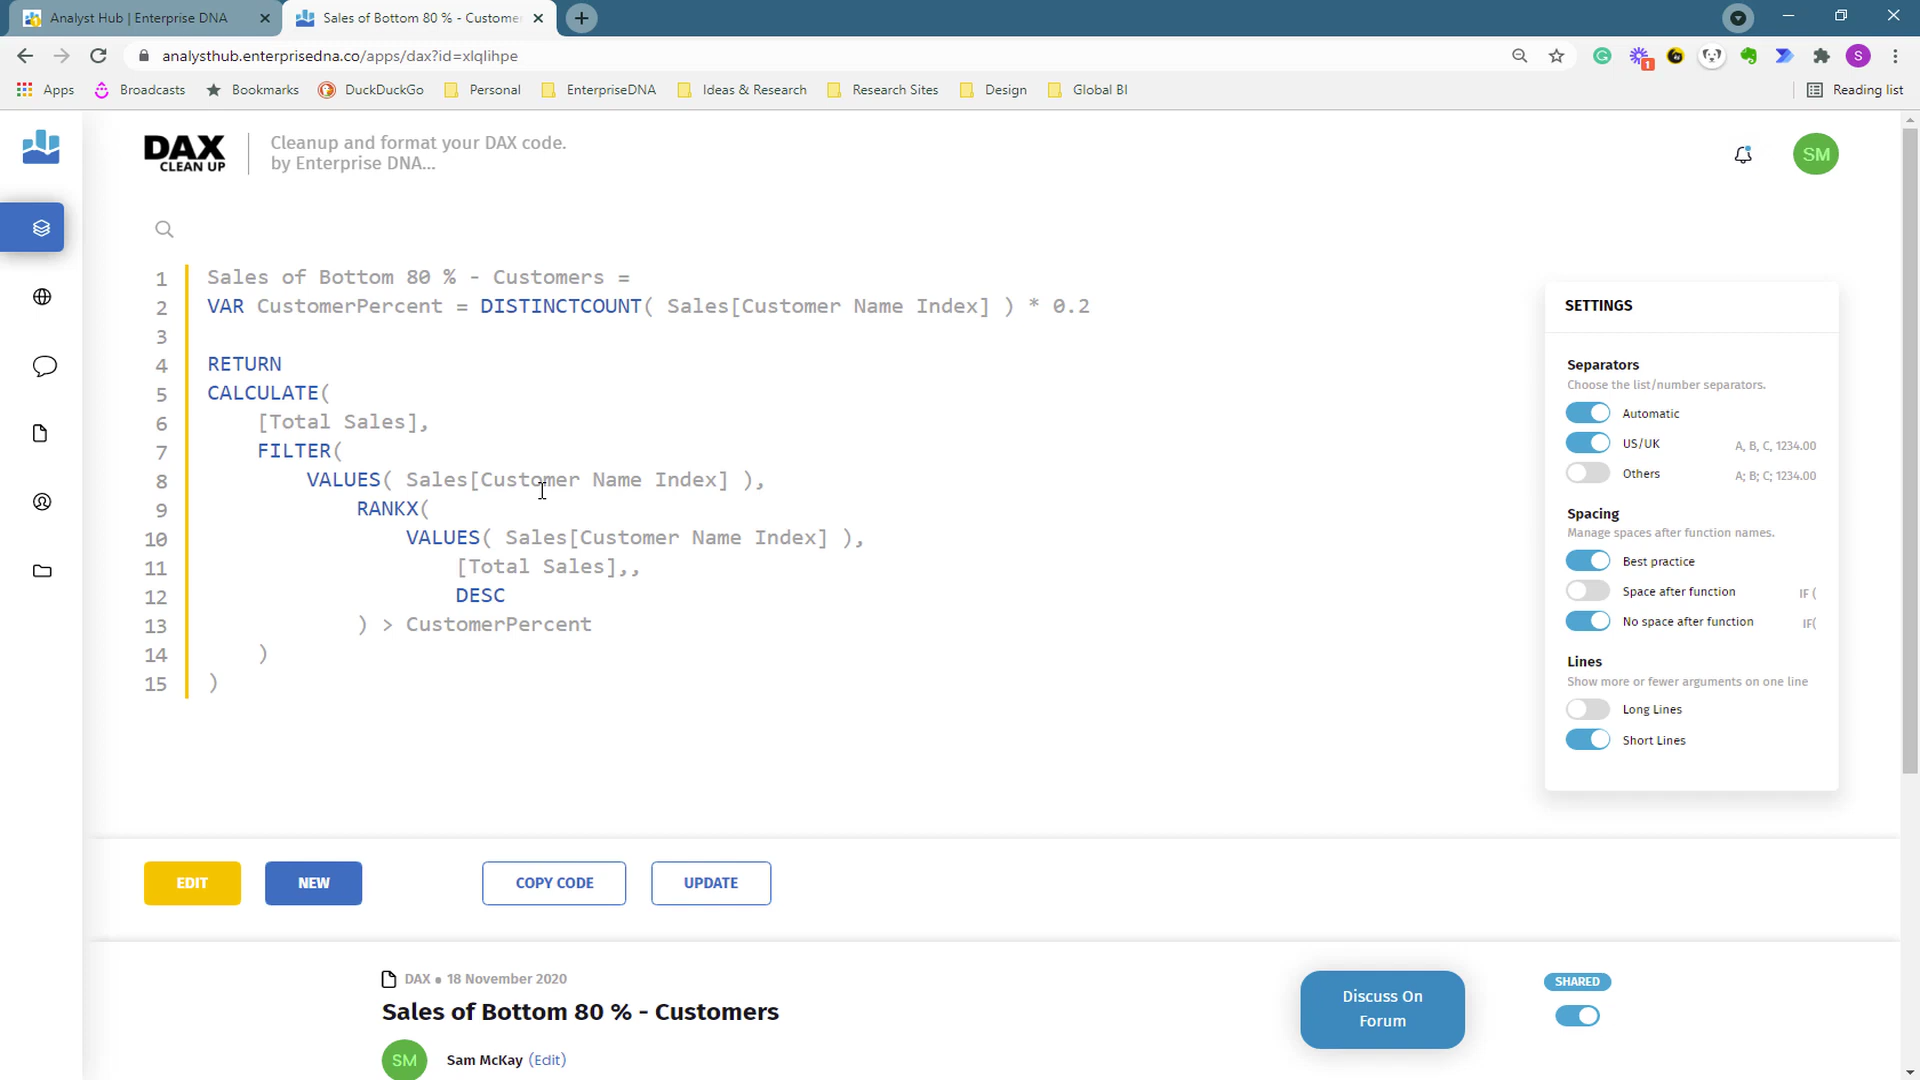 Analyst Hub | Enterprise DNA
Sales of Bottom 80 % - Custome
analysthub.enterprisedna.co/apps/dax?id=xlqlihpe
1
S
Apps
Broadcasts
Bookmarks
DuckDuckGo
Personal
EnterpriseDNA
Ideas & Research
Research Sites
Design
Global BI
Reading list
DAX
CLEAN UP
Cleanup and format your DAX code.
by Enterprise DNA...
SM
1 Sales of Bottom 80 % - Customers =
2 VAR CustomerPercent = DISTINCTCOUNT( Sales[Customer Name Index] ) * 0.2
3
4 RETURN
5 CALCULATE(
6 [Total Sales],
7 FILTER(
8 VALUES( Sales[Customer Name Index] ),
9 RANKX(
10 VALUES( Sales[Customer Name Index] ),
11 [Total Sales],,
12 DESC
13 ) > CustomerPercent
14 )
15 )
SETTINGS
Separators
Choose the list/number separators.
Automatic
US/UK A, B, C, 1234.00
Others A; B; C; 1234.00
Spacing
Manage spaces after function names.
Best practice
Space after function IF (
No space after function IF(
Lines
Show more or fewer arguments on one line
Long Lines
Short Lines
EDIT
NEW
COPY CODE
UPDATE
DAX • 18 November 2020
Sales of Bottom 80 % - Customers
SM
Sam McKay (Edit)
Discuss On
Forum
SHARED